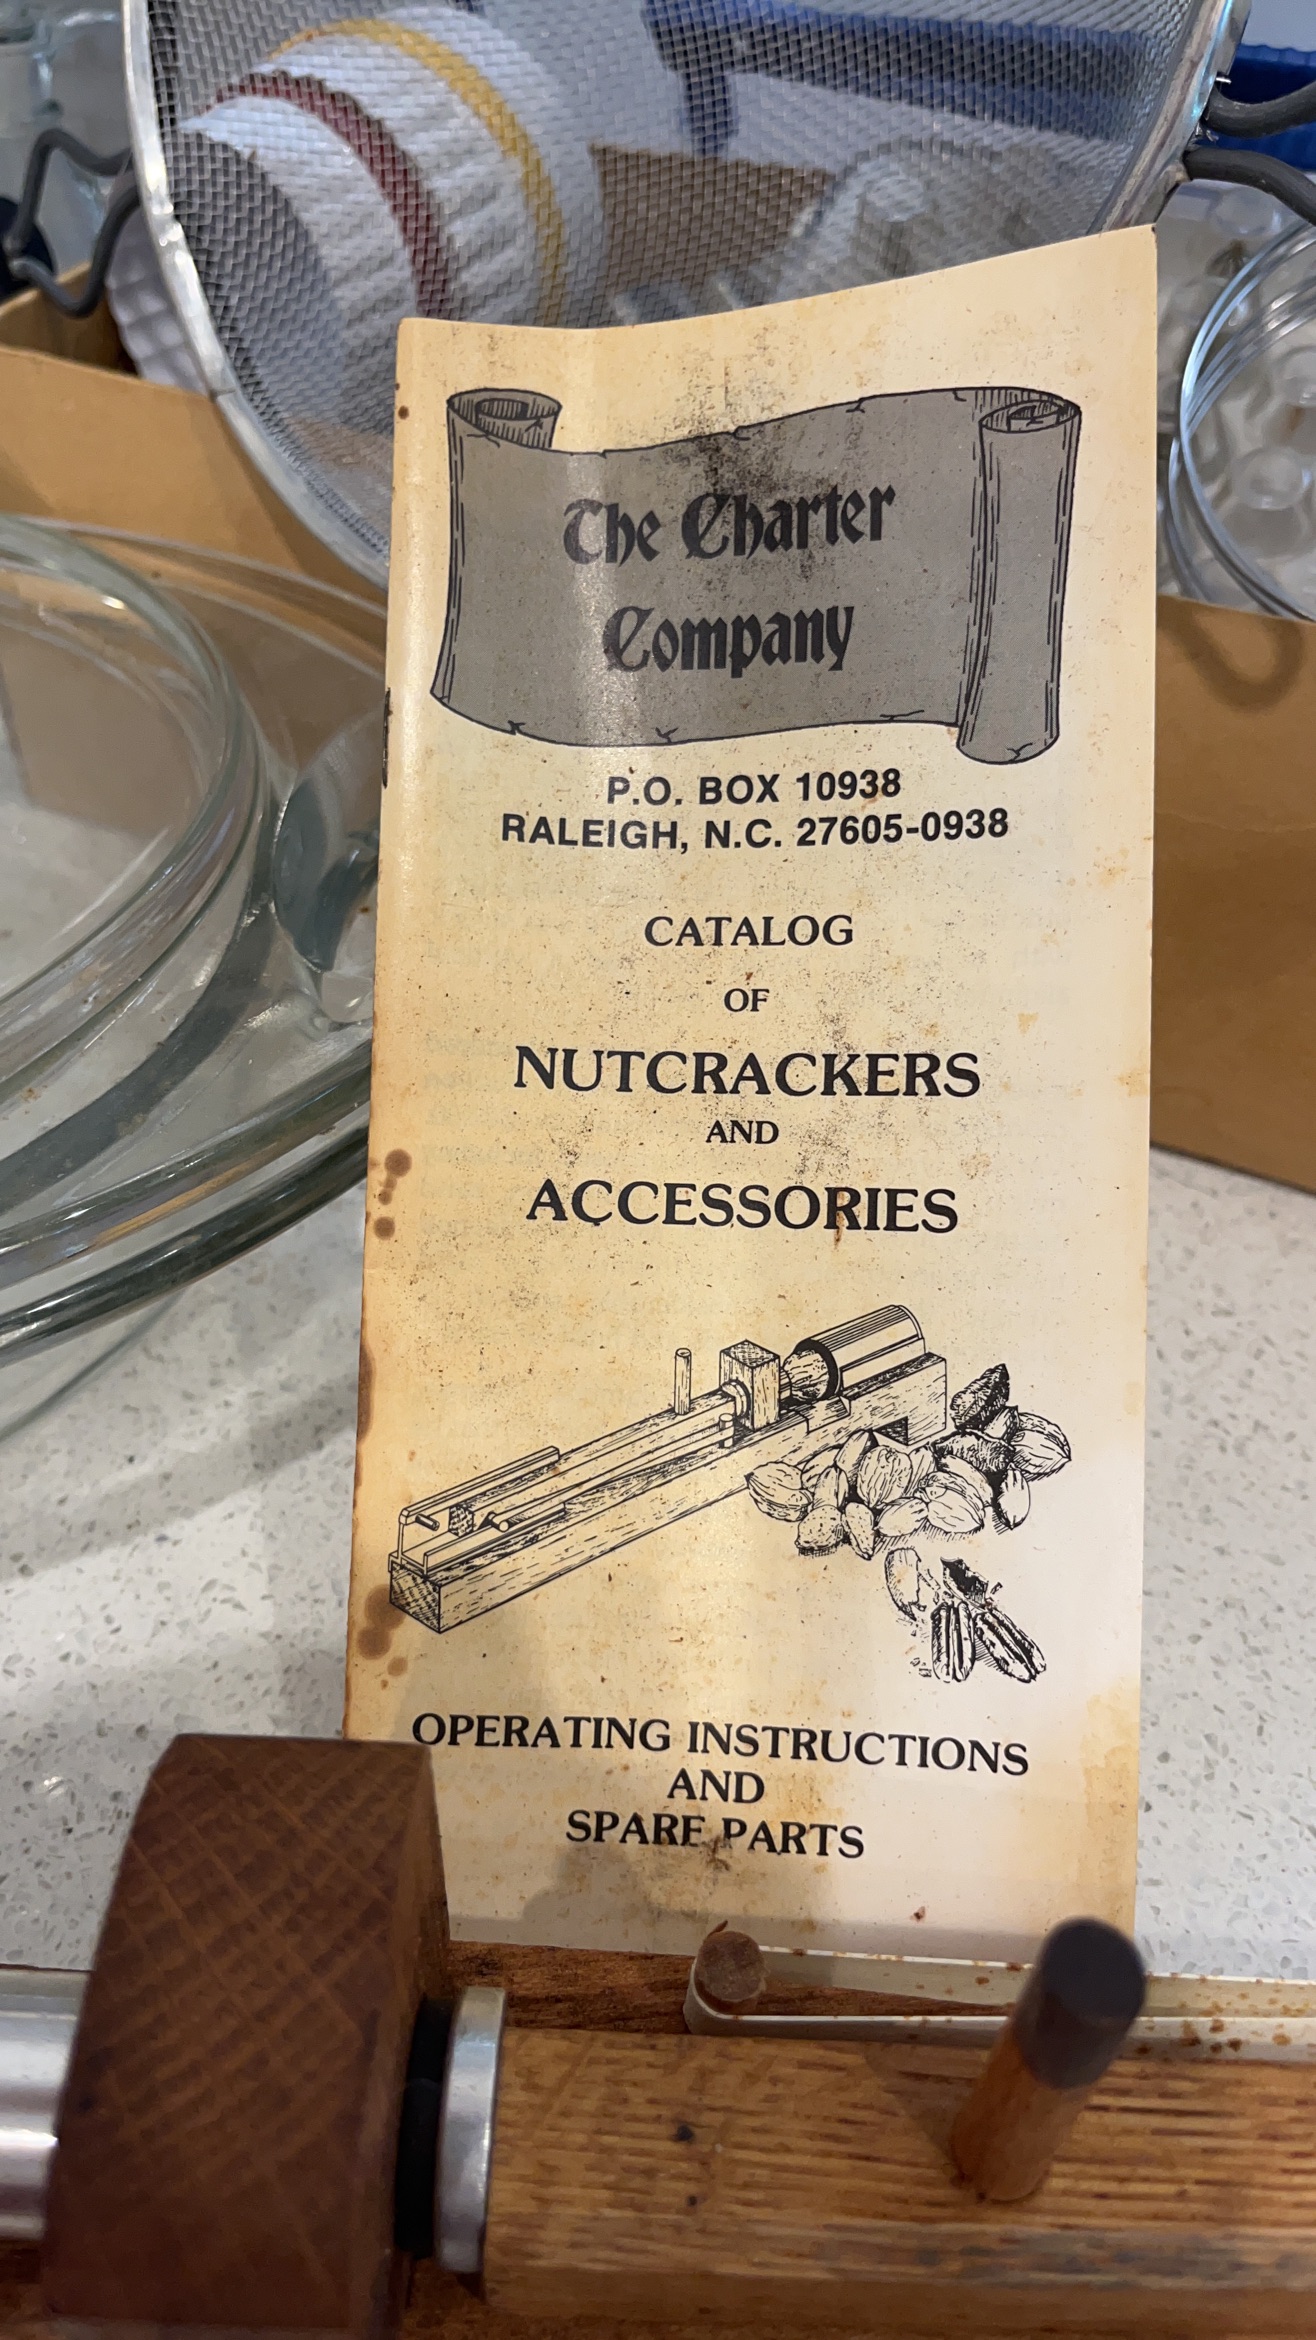 The Charter
Company
P.O. BOX 10938
RALEIGH, N.C. 27605-0938
CATALOG
OF
NUTCRACKERS
AND
ACCESSORIES
OPERATING INSTRUCTIONS
AND
SPARE PARTS